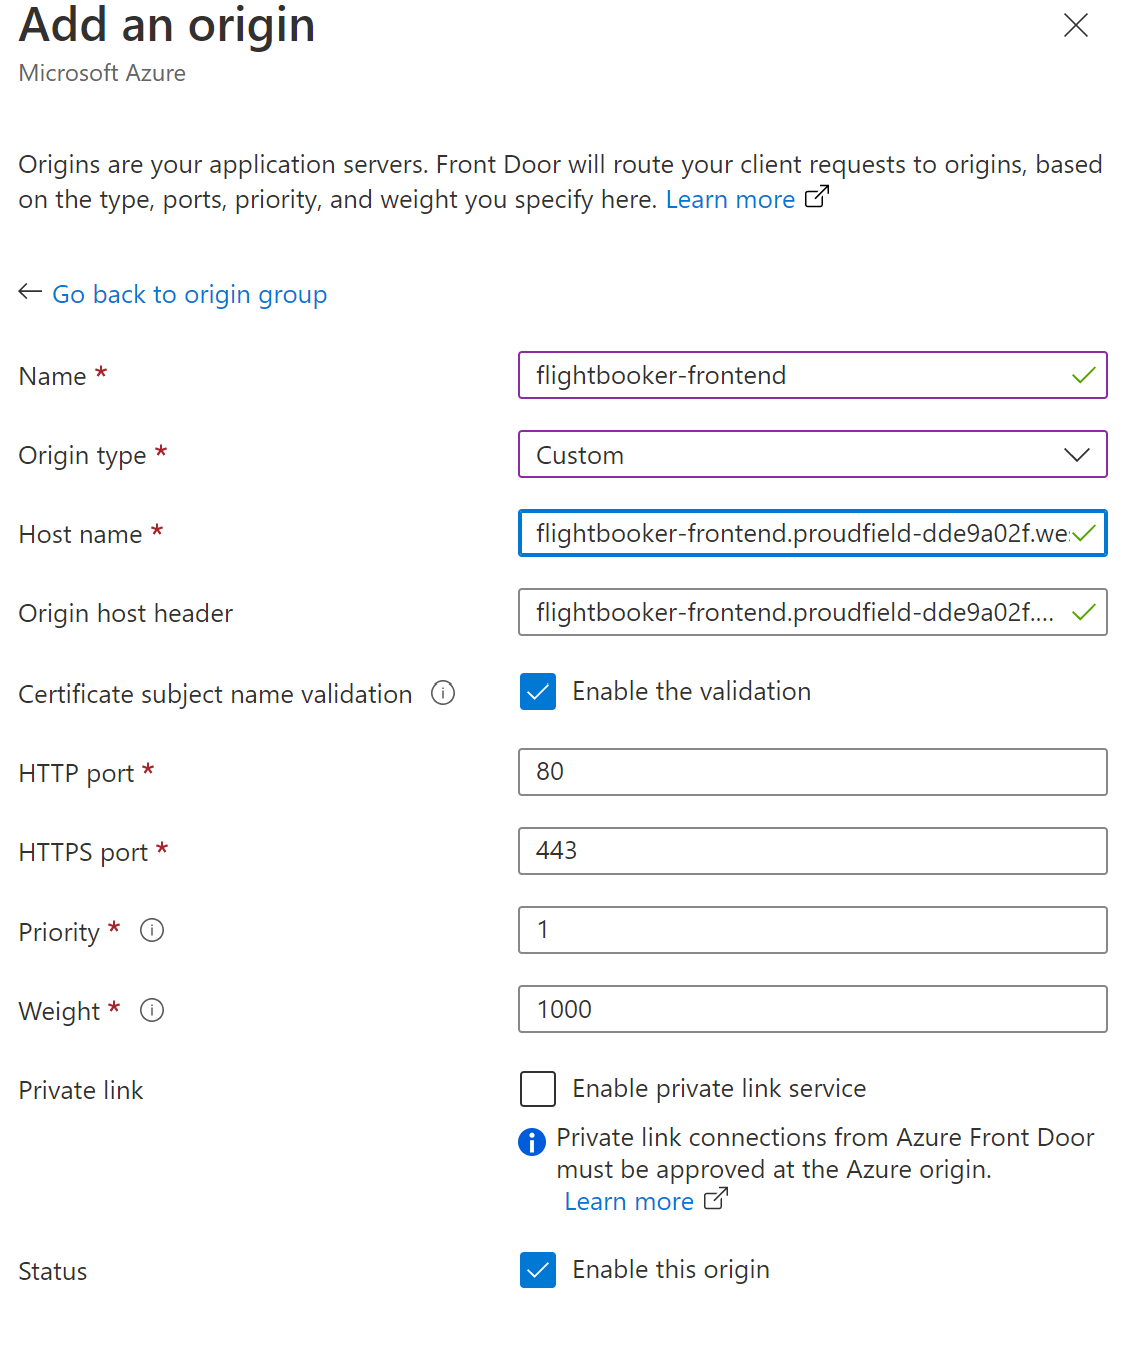 Add an origin
Microsoft Azure
Origins are your application servers. Front Door will route your client requests to origins, based
on the type, ports, priority, and weight you specify here. Learn more
Go back to origin group
Name *
flightbooker-frontend
Origin type *
Custom
Host name *
flightbooker-frontend.proudfield-dde9a02f.we
Origin host header
flightbooker-frontend.proudfield-dde9a02f....
Certificate subject name validation
Enable the validation
HTTP port *
80
HTTPS port *
443
Priority *
1
Weight *
1000
Private link
Enable private link service
Private link connections from Azure Front Door
must be approved at the Azure origin.
Learn more
Status
Enable this origin